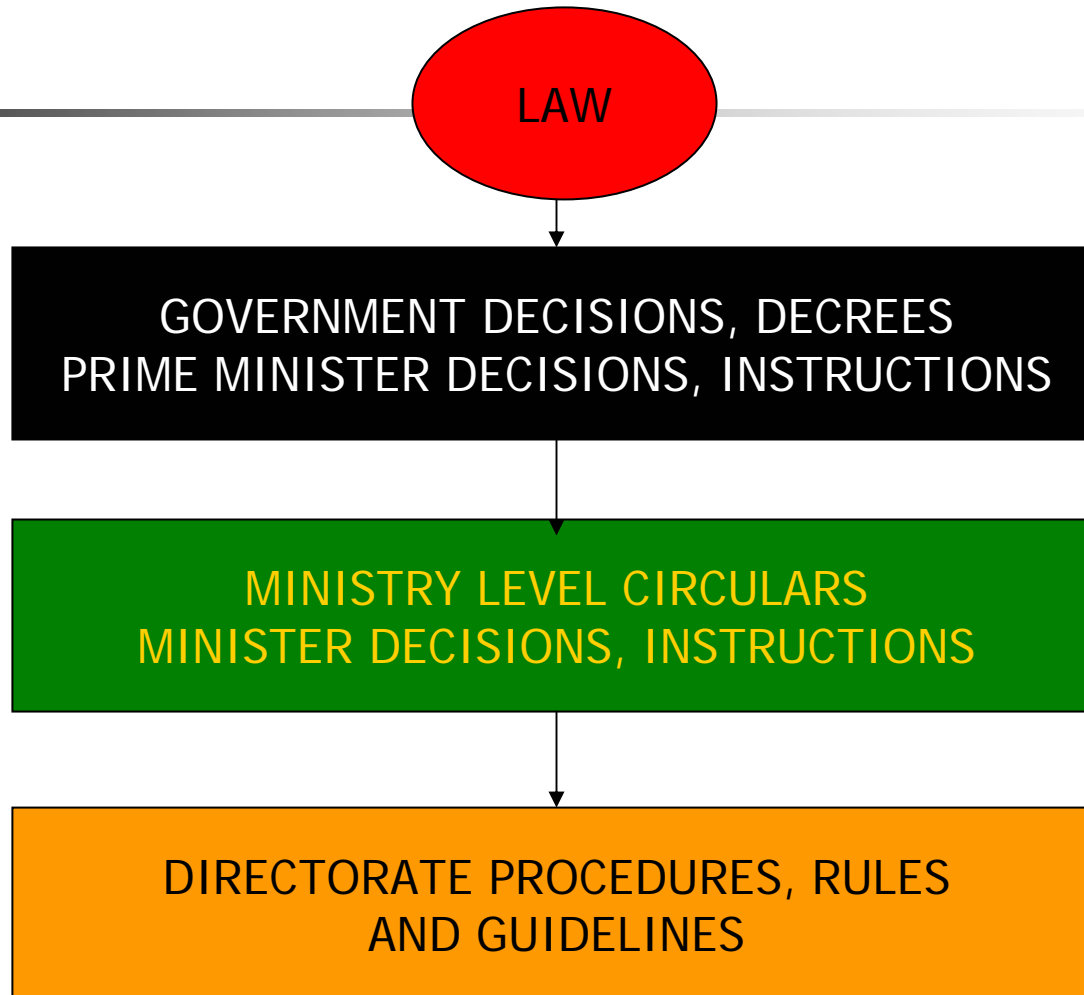 LAW
GOVERNMENT DECISIONS, DECREES
PRIME MINISTER DECISIONS, INSTRUCTIONS
MINISTRY LEVEL CIRCULARS
MINISTER DECISIONS, INSTRUCTIONS
DIRECTORATE PROCEDURES, RULES
AND GUIDELINES